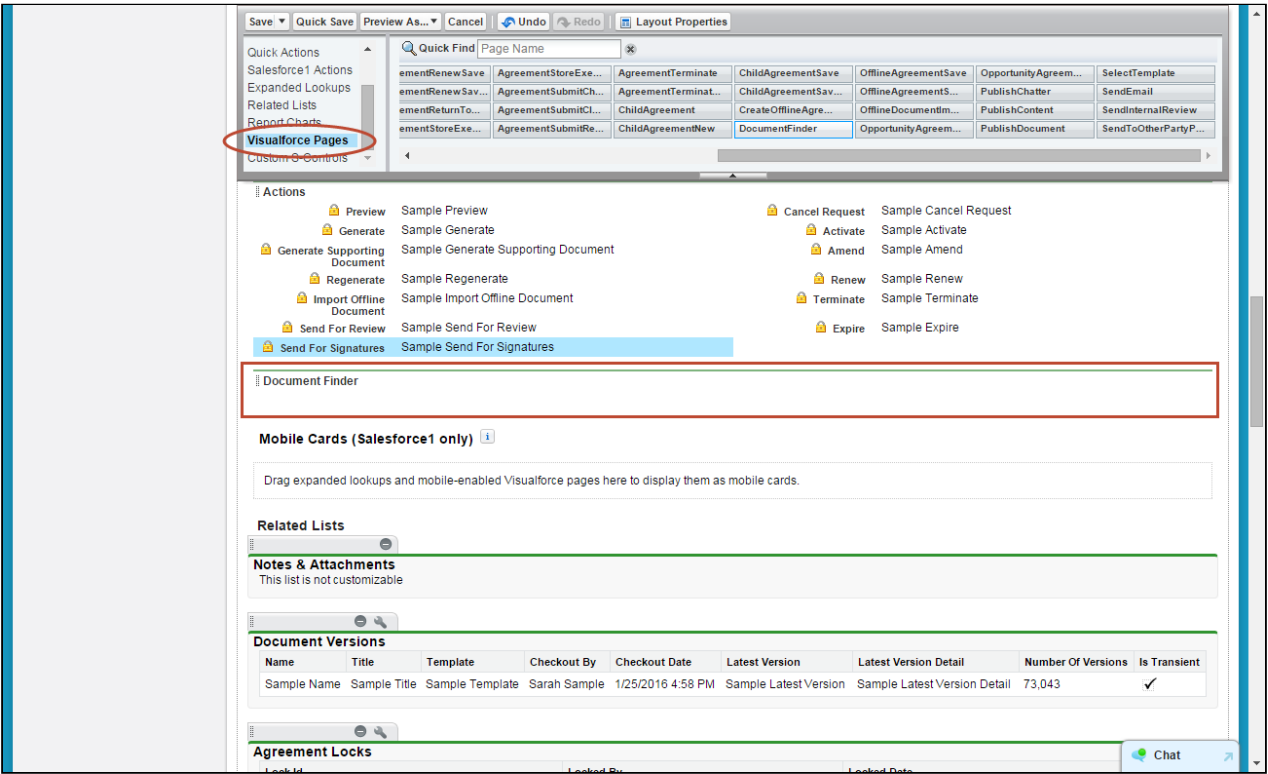 Save Quick Save Preview As... Cancel Undo Redo Layout Properties
Quick Find Page Name
Quick Actions
Salesforce1 Actions
Expanded Lookups
Related Lists
Report Charts
Visualforce Pages
Custom S-Controls
ementRenewSave AgreementStoreExe... AgreementTerminate ChildAgreementSave OfflineAgreementSave OpportunityAgreem... SelectTemplate
ementRenewSav... AgreementSubmitCh... AgreementTerminat... ChildAgreementSav... OfflineAgreementS... PublishChatter SendEmail
ementReturnTo... AgreementSubmitCl... ChildAgreement CreateOfflineAgre... OfflineDocumentIm... PublishContent SendInternalReview
ementStoreExe... AgreementSubmitRe... ChildAgreementNew DocumentFinder OpportunityAgreem... PublishDocument SendToOtherPartyP...
Actions
Preview Sample Preview Cancel Request Sample Cancel Request
Generate Sample Generate Activate Sample Activate
Generate Supporting Sample Generate Supporting Document Amend Sample Amend
Document
Regenerate Sample Regenerate Renew Sample Renew
Import Offline Sample Import Offline Document Terminate Sample Terminate
Document
Send For Review Sample Send For Review Expire Sample Expire
Send For Signatures Sample Send For Signatures
Document Finder
Mobile Cards (Salesforce1 only) i
Drag expanded lookups and mobile-enabled Visualforce pages here to display them as mobile cards.
Related Lists
Notes & Attachments
This list is not customizable
Document Versions
Name Title Template Checkout By Checkout Date Latest Version Latest Version Detail Number Of Versions Is Transient
Sample Name Sample Title Sample Template Sarah Sample 1/25/2016 4:58 PM Sample Latest Version Sample Latest Version Detail 73,043
Agreement Locks
Lock Id Locked By Locked Date
Chat